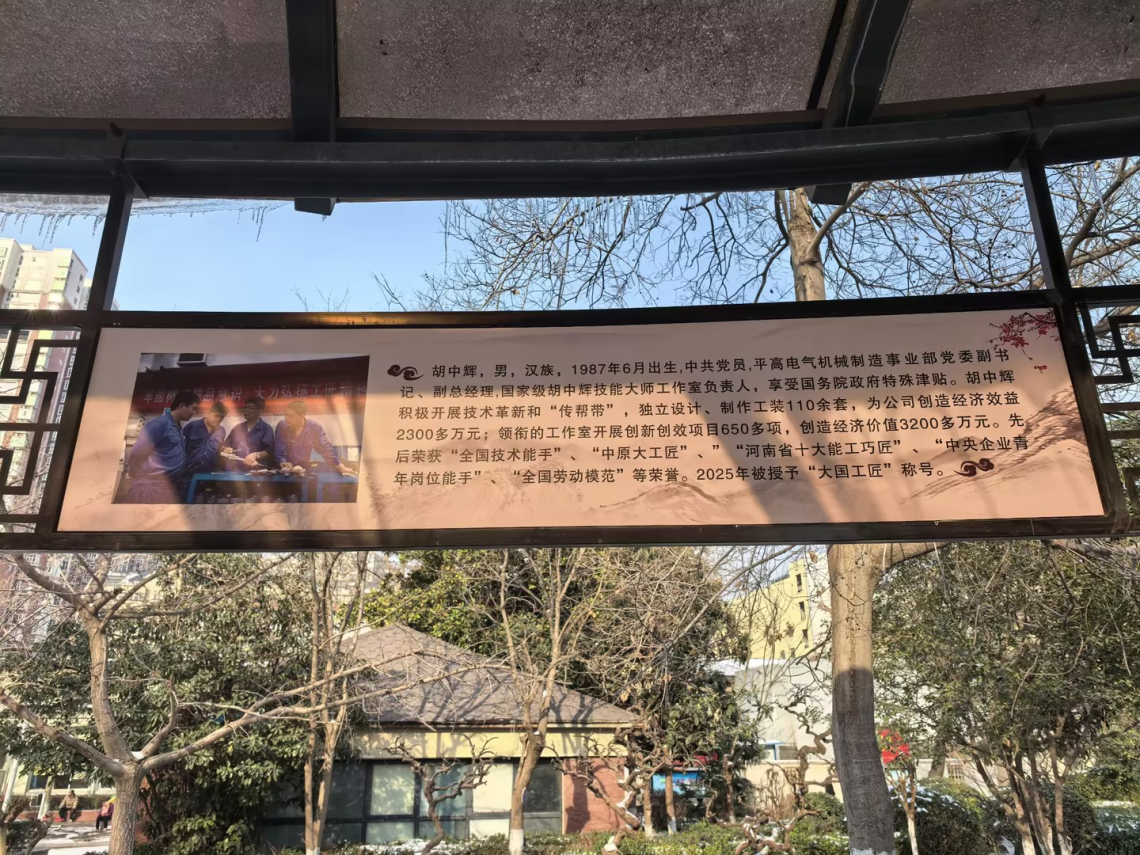 大力弘扬工匠精神
胡中辉，男，汉族，1987年6月出生,中共党员,平高电气机械制造事业部党委副书
记、副总经理,国家级胡中辉技能大师工作室负责人，享受国务院政府特殊津贴。胡中辉
积极开展技术革新和“传帮带”，独立设计、制作工装110余套，为公司创造经济效益
2300多万元；领衔的工作室开展创新创效项目650多项，创造经济价值3200多万元。先
后荣获“全国技术能手”、“中原大工匠”、”“河南省十大能工巧匠”、“中央企业青
年岗位能手”、“全国劳动模范”等荣誉。2025年被授予“大国工匠”称号。